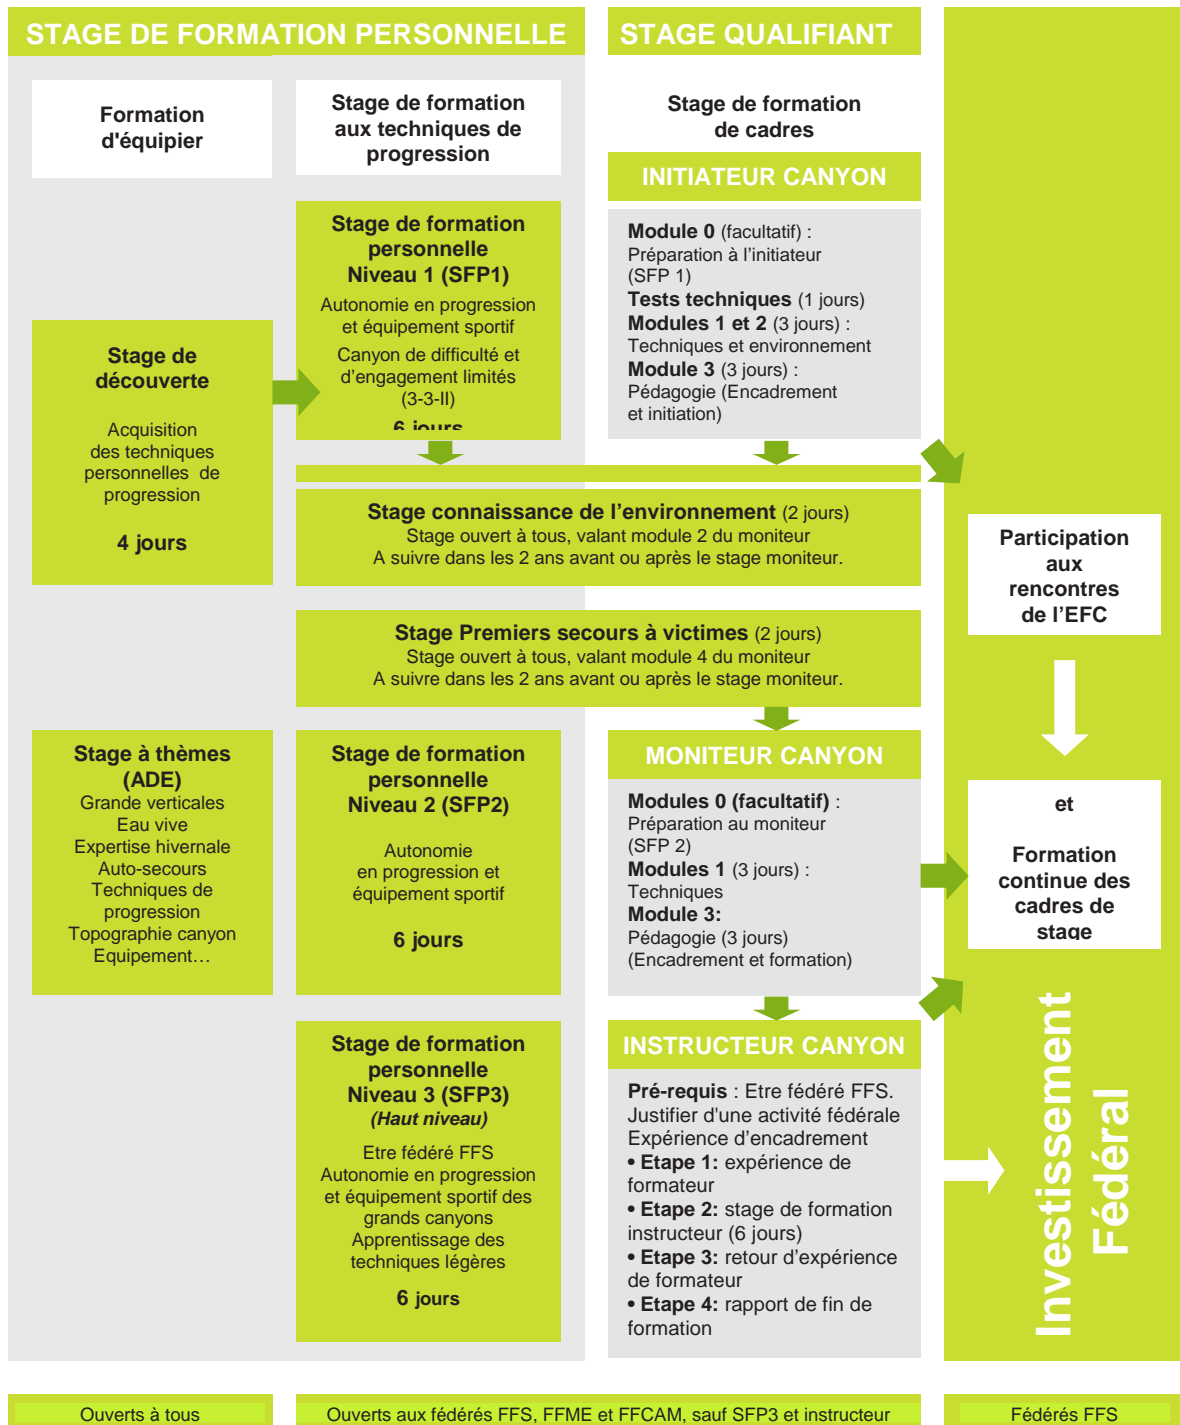 STAGE DE FORMATION PERSONNELLE
STAGE QUALIFIANT
Formation
d'équipier
Stage de formation
aux techniques de
progression
Stage de formation
de cadres
INITIATEUR CANYON
Stage de
découverte
Acquisition
des techniques
personnelles de
progression
4 jours
Stage de formation
personnelle
Niveau 1 (SFP1)
Autonomie en progression
et équipement sportif
Canyon de difficulté et
d’engagement limités
(3-3-II)
6 jours
Module 0 (facultatif) :
Préparation à l’initiateur
(SFP 1)
Tests techniques (1 jours)
Modules 1 et 2 (3 jours) :
Techniques et environnement
Module 3 (3 jours) :
Pédagogie (Encadrement
et initiation)
Stage connaissance de l’environnement (2 jours)
Stage ouvert à tous, valant module 2 du moniteur
A suivre dans les 2 ans avant ou après le stage moniteur.
Stage Premiers secours à victimes (2 jours)
Stage ouvert à tous, valant module 4 du moniteur
A suivre dans les 2 ans avant ou après le stage moniteur.
Participation
aux
rencontres
de l’EFC
Stage à thèmes
(ADE)
Grande verticales
Eau vive
Expertise hivernale
Auto-secours
Techniques de
progression
Topographie canyon
Equipement…
Stage de formation
personnelle
Niveau 2 (SFP2)
Autonomie
en progression et
équipement sportif
6 jours
MONITEUR CANYON
Modules 0 (facultatif) :
Préparation au moniteur
(SFP 2)
Modules 1 (3 jours) :
Techniques
Module 3:
Pédagogie (3 jours)
(Encadrement et formation)
et
Formation
continue des
cadres de
stage
Stage de formation
personnelle
Niveau 3 (SFP3)
(Haut niveau)
Etre fédéré FFS
Autonomie en progression
et équipement sportif des
grands canyons
Apprentissage des
techniques légères
6 jours
INSTRUCTEUR CANYON
Pré-requis : Etre fédéré FFS.
Justifier d'une activité fédérale
Expérience d’encadrement
• Etape 1: expérience de
formateur
• Etape 2: stage de formation
instructeur (6 jours)
• Etape 3: retour d’expérience
de formateur
• Etape 4: rapport de fin de
formation
Investissement
Fédéral
Ouverts à tous
Ouverts aux fédérés FFS, FFME et FFCAM, sauf SFP3 et instructeur
Fédérés FFS